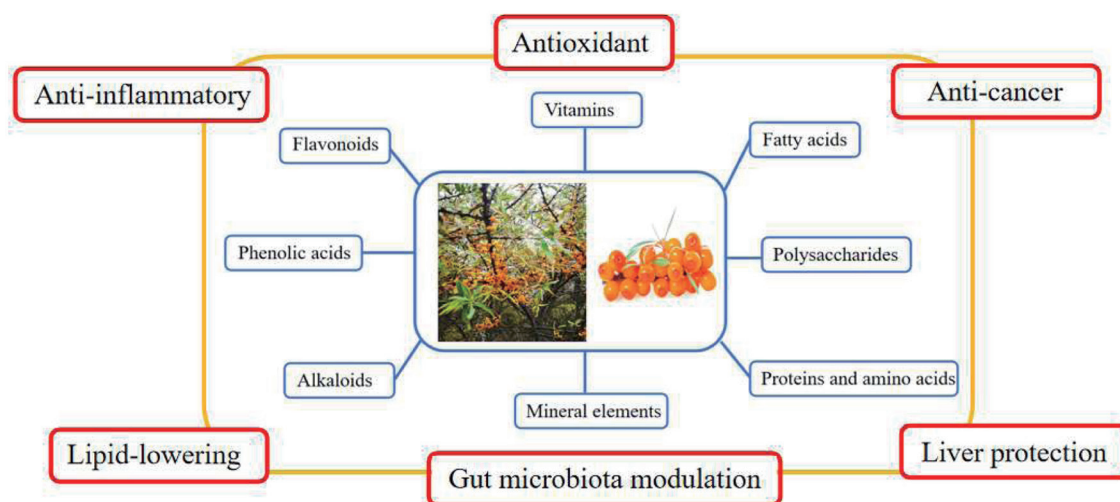 Antioxidant
Anti-inflammatory
Anti-cancer
Vitamins
Flavonoids
Fatty acids
Phenolic acids
Polysaccharides
Alkaloids
Proteins and amino acids
Mineral elements
Lipid-lowering
Liver protection
Gut microbiota modulation